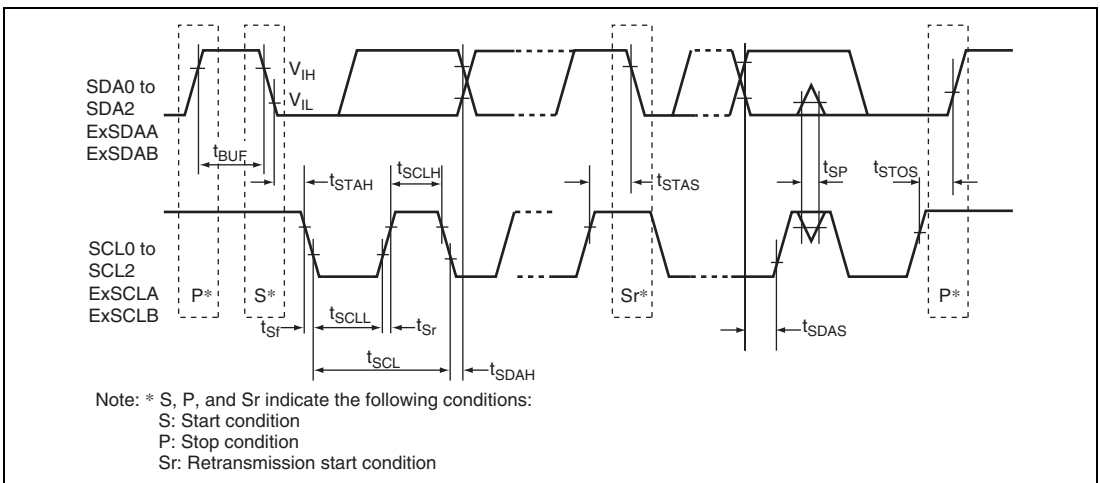 SDA0 to
SDA2
ExSDAA
ExSDAB
VIH
VIL
tBUF
tSTAH
tSCLH
tSTAS
tSP
tSTOS
SCL0 to
SCL2
ExSCLA
ExSCLB
P*
S*
Sr*
P*
tSf
tSCLL
tSr
tSDAS
tSCL
tSDAH
Note: * S, P, and Sr indicate the following conditions:
S: Start condition
P: Stop condition
Sr: Retransmission start condition